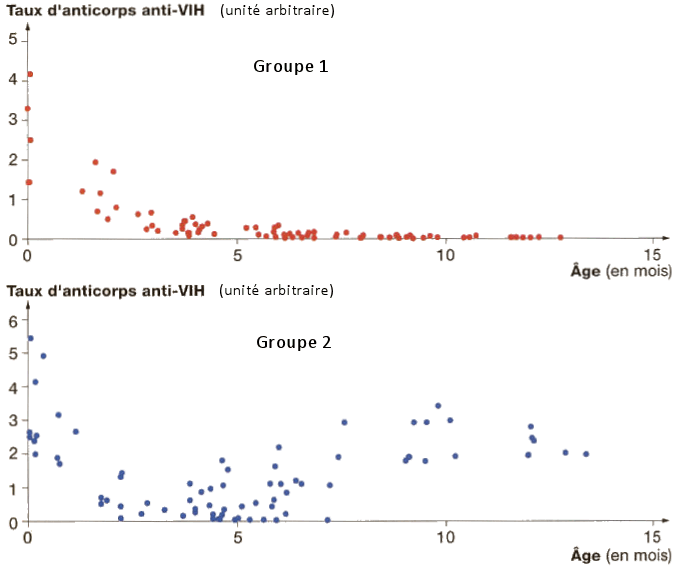 Taux d'anticorps anti-VIH (unité arbitraire)
Groupe 1
5
4
3
2
1
0
0 5 10 15
Âge (en mois)
Taux d'anticorps anti-VIH (unité arbitraire)
Groupe 2
6
5
4
3
2
1
0
0 5 10 15
Âge (en mois)